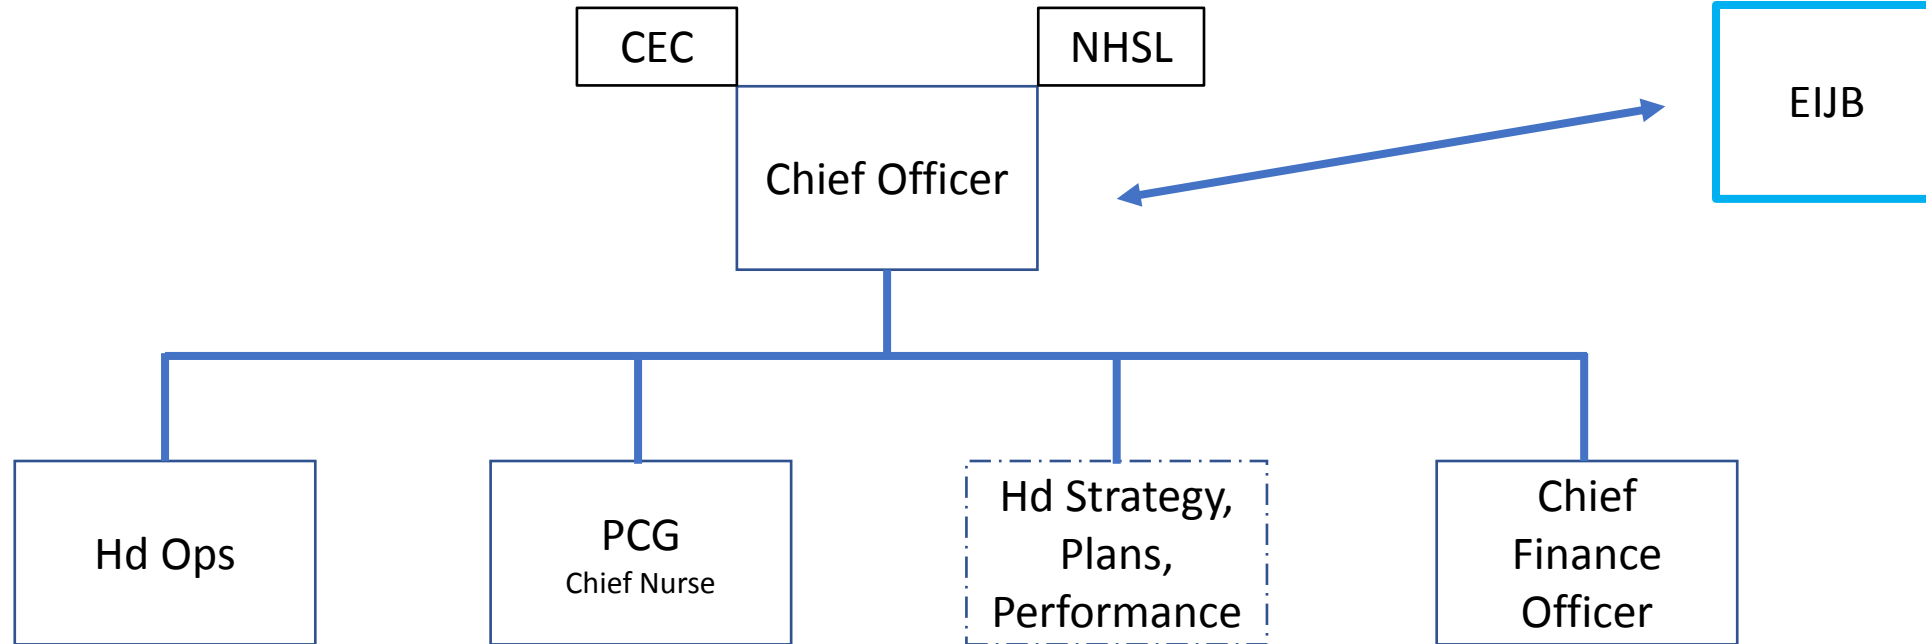 CEC
NHSL
EIJB
Chief Officer
Hd Ops
PCG
Chief Nurse
Hd Strategy,
Plans,
Performance
Chief
Finance
Officer